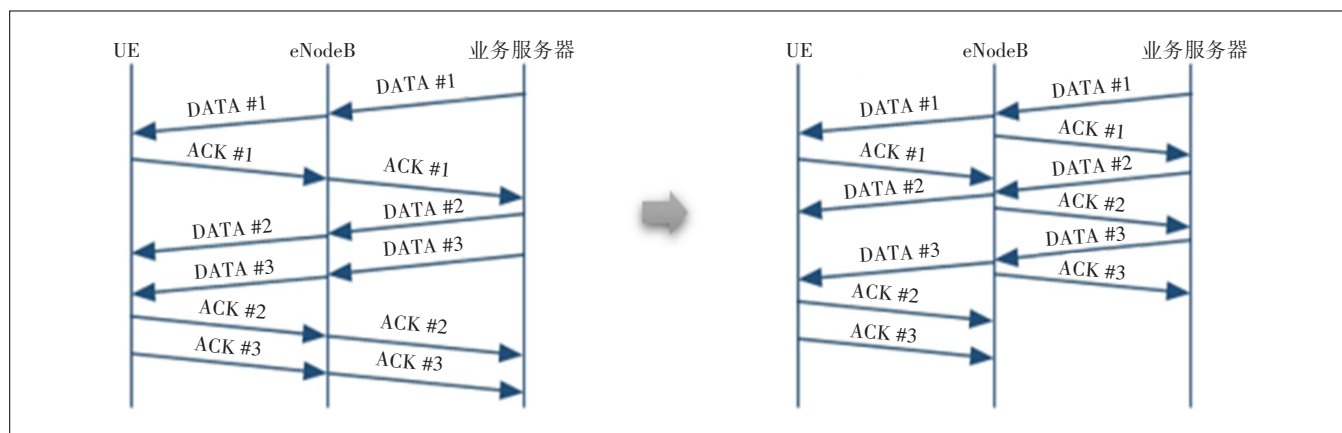 UE eNodeB 业务服务器
DATA #1
DATA #1
ACK #1
ACK #1
DATA #2
DATA #2
DATA #3
DATA #3
ACK #2
ACK #2
ACK #3
ACK #3
UE eNodeB 业务服务器
DATA #1
DATA #1
ACK #1
ACK #1
DATA #2
DATA #2
ACK #2
DATA #3
DATA #3
ACK #3
ACK #2
ACK #3